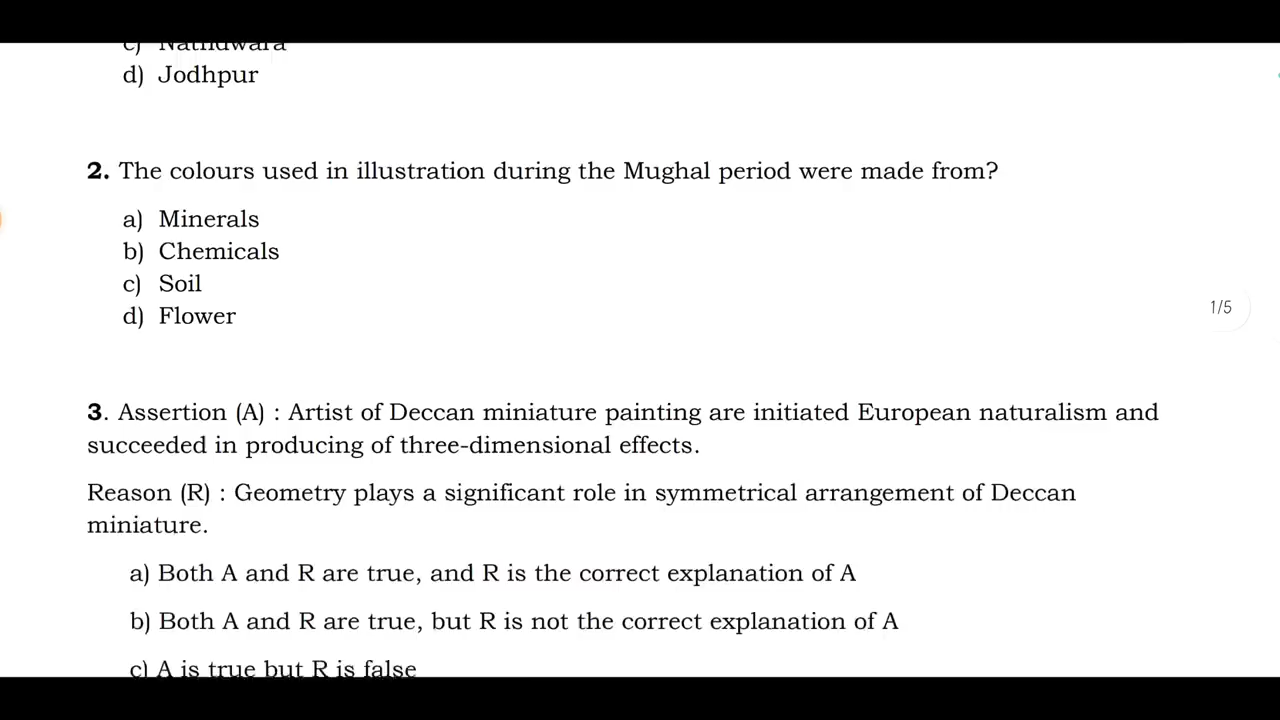 c) Nathdwara
d) Jodhpur
2. The colours used in illustration during the Mughal period were made from?
a) Minerals
b) Chemicals
c) Soil
d) Flower
1/5
3. Assertion (A) : Artist of Deccan miniature painting are initiated European naturalism and
succeeded in producing of three-dimensional effects.
Reason (R) : Geometry plays a significant role in symmetrical arrangement of Deccan
miniature.
a) Both A and R are true, and R is the correct explanation of A
b) Both A and R are true, but R is not the correct explanation of A
c) A is true but R is false